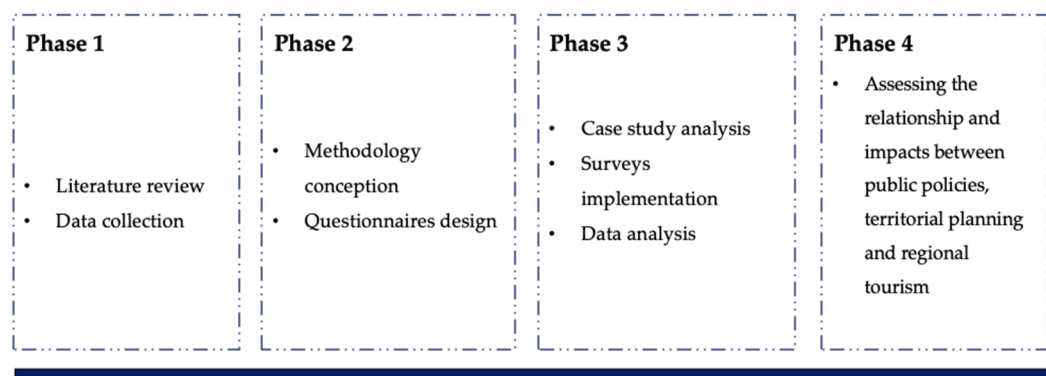 Phase 1
• Literature review
• Data collection
Phase 2
• Methodology
conception
• Questionnaires design
Phase 3
• Case study analysis
• Surveys
implementation
• Data analysis
Phase 4
• Assessing the
relationship and
impacts between
public policies,
territorial planning
and regional
tourism